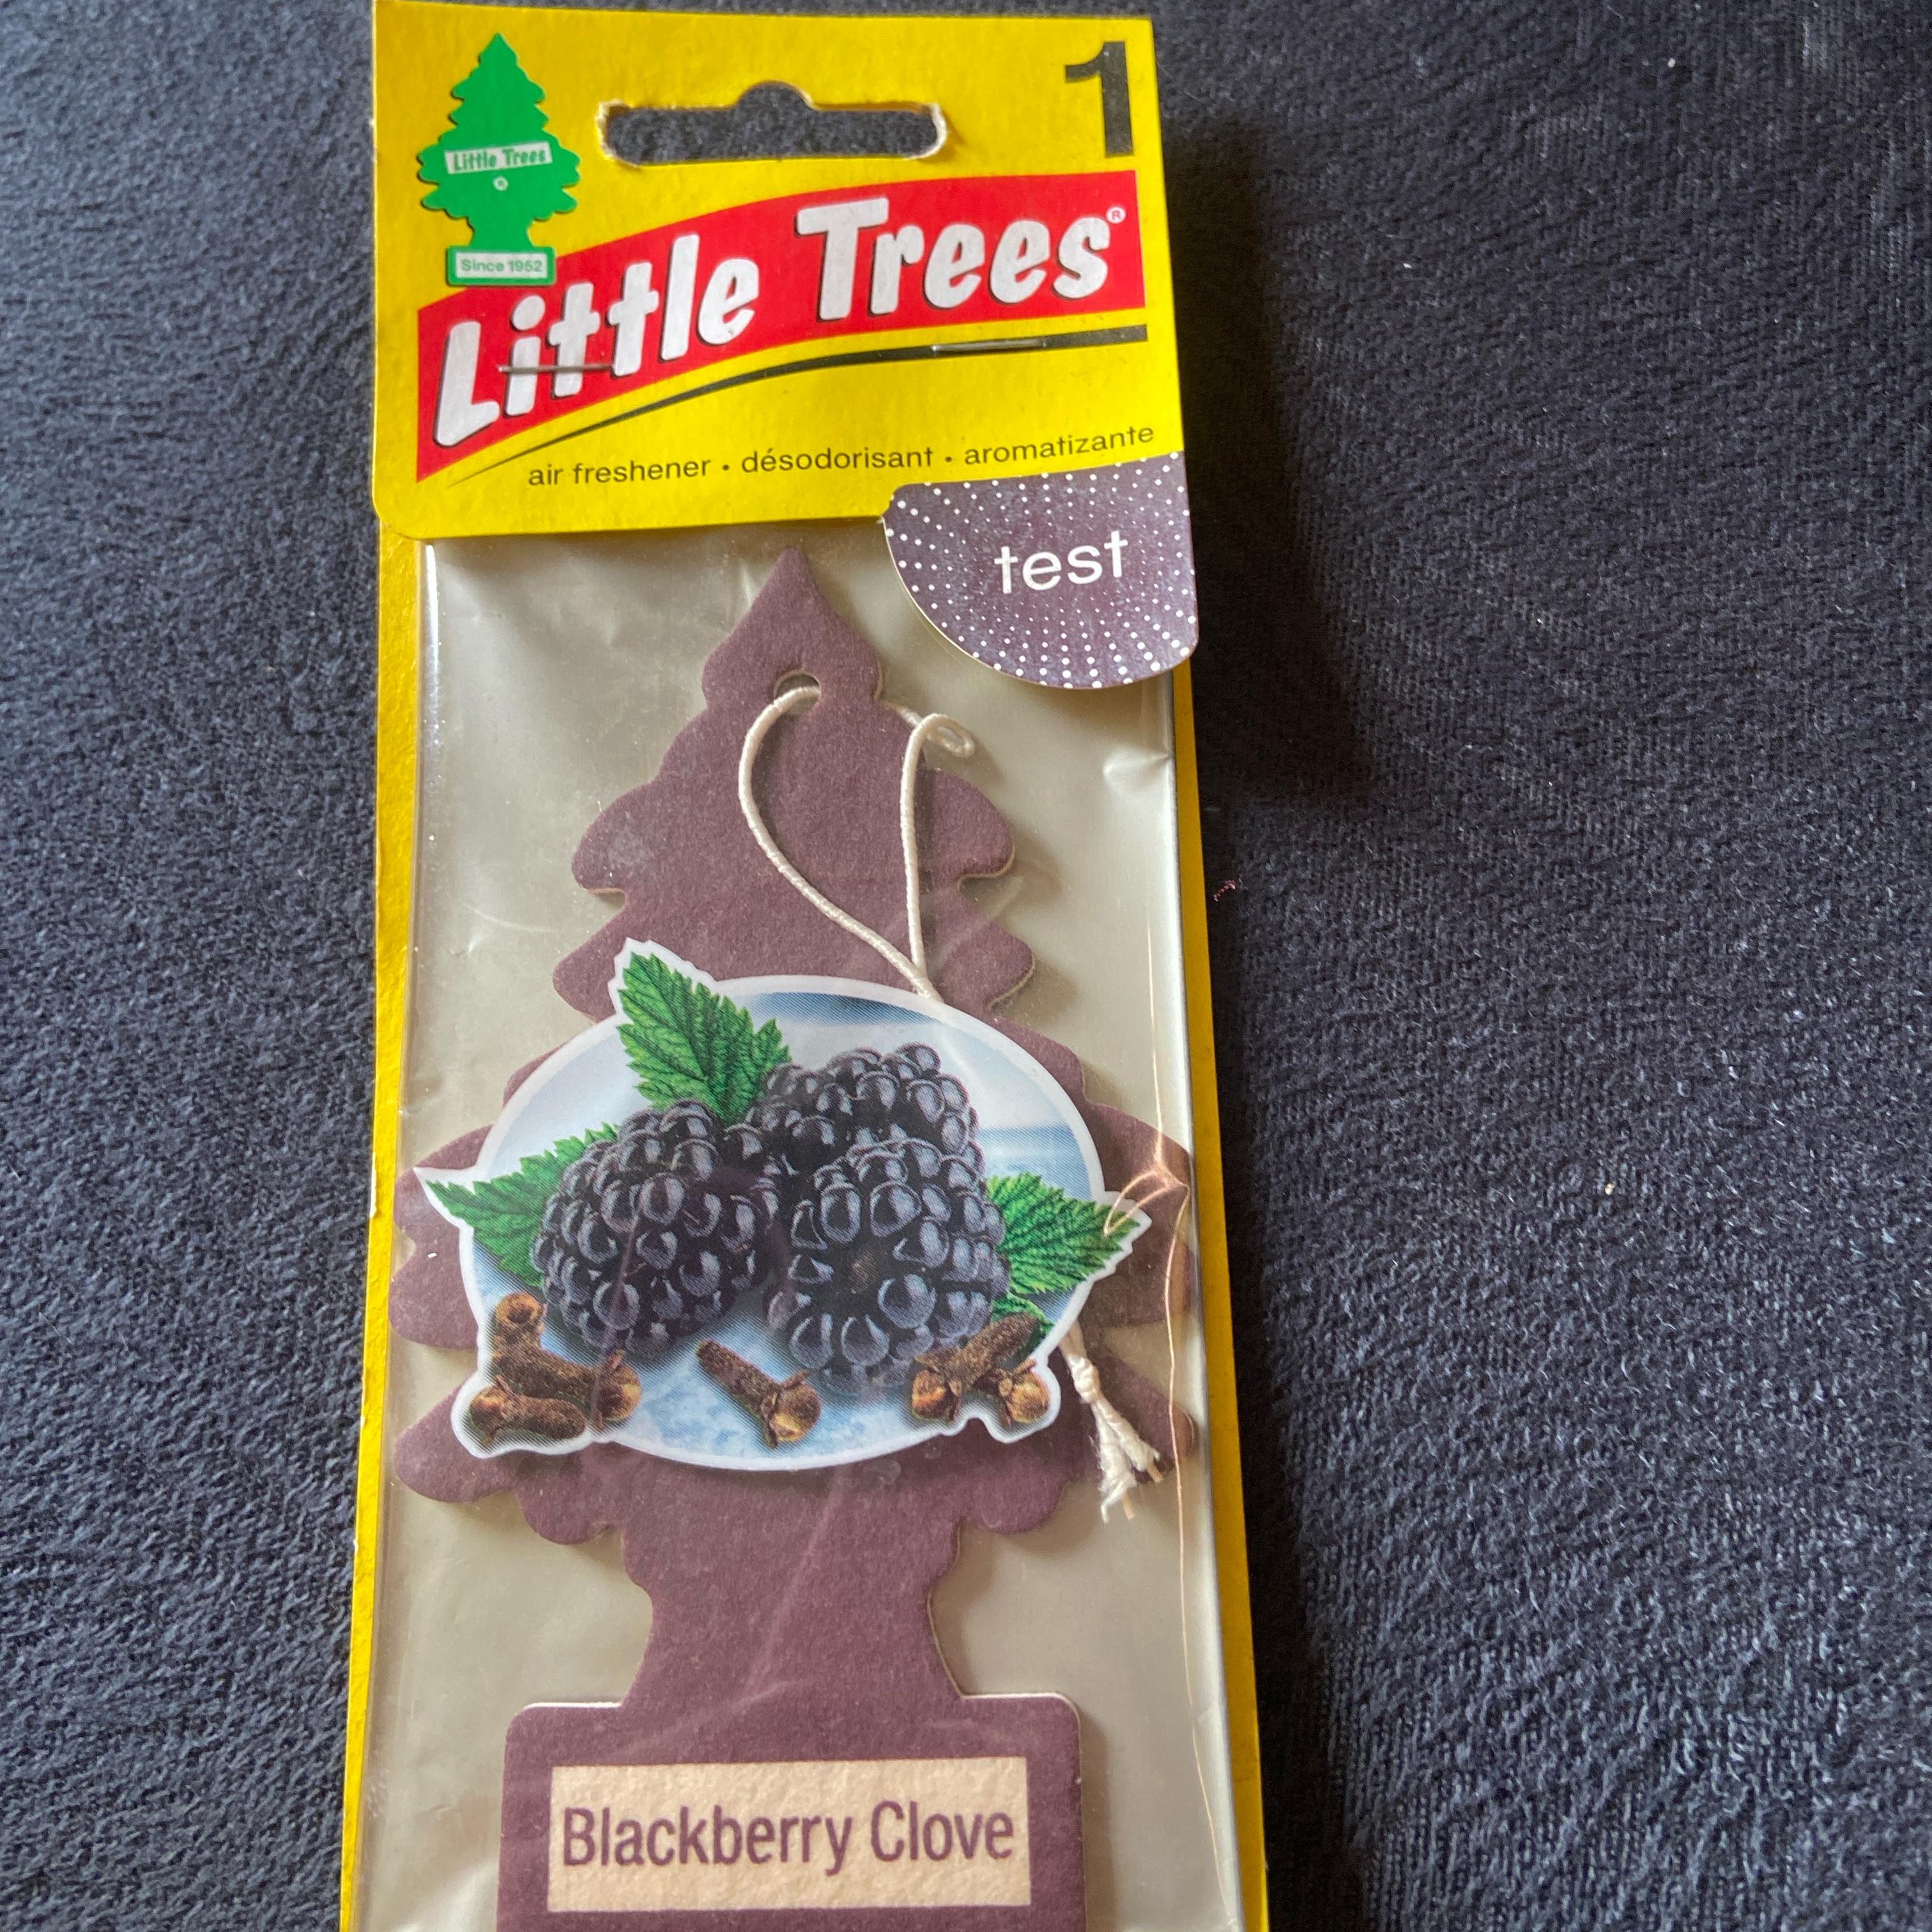 1
Little Trees
®
Since 1952
Little Trees®
air freshener • désodorisant • aromatizante
test
Blackberry Clove